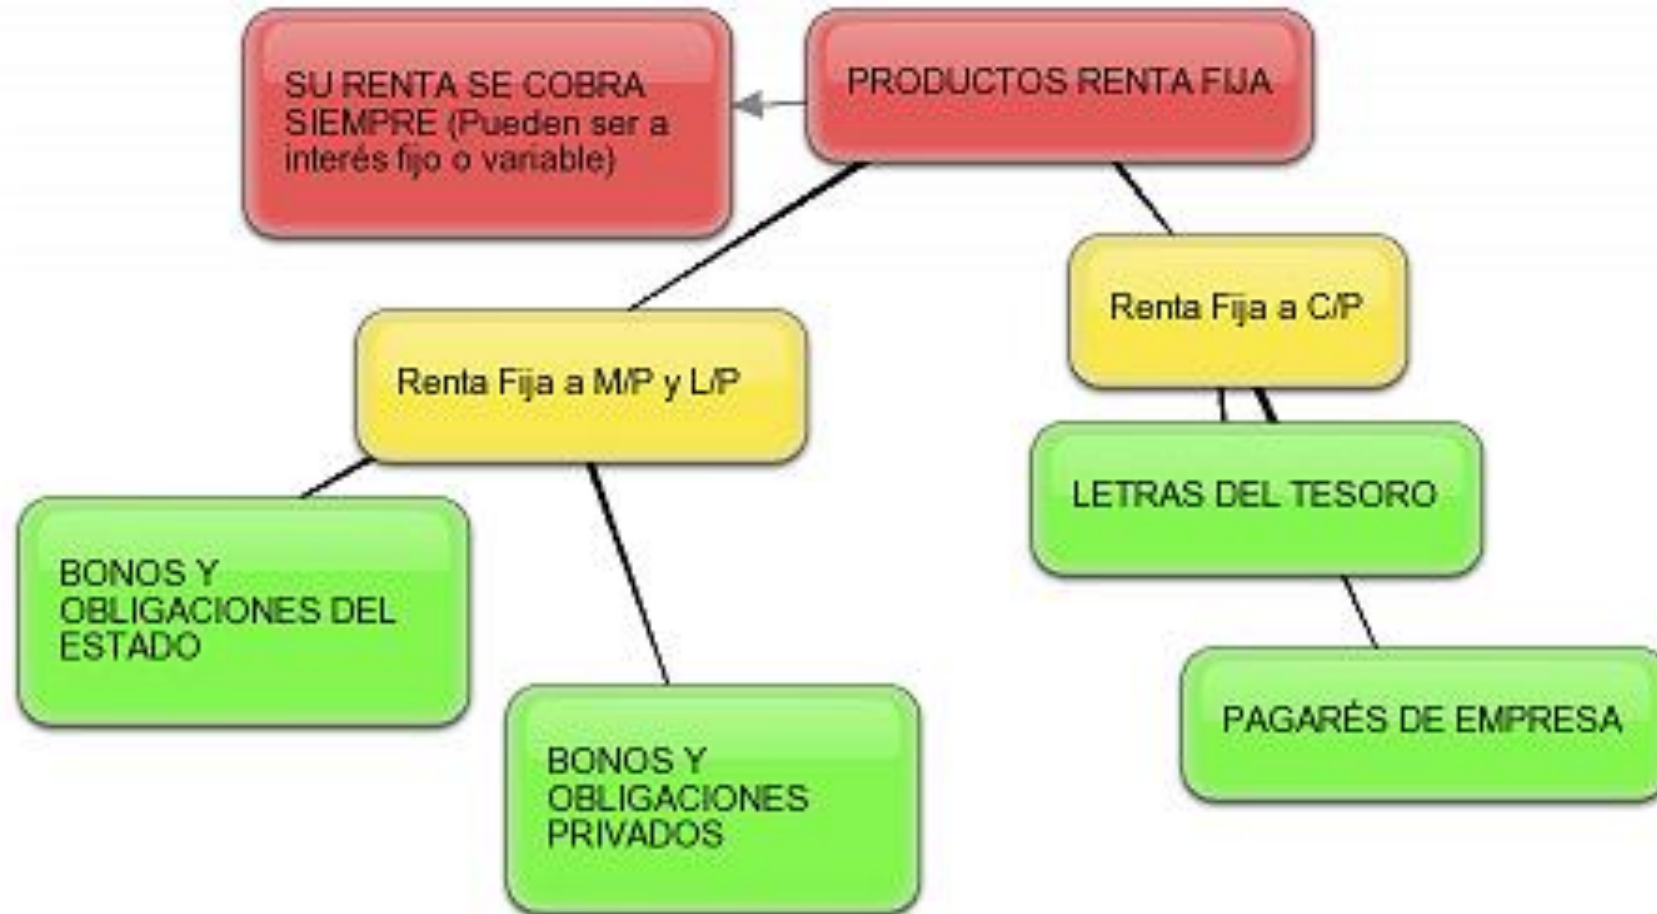 SU RENTA SE COBRA
SIEMPRE (Pueden ser a
interés fijo o variable)
PRODUCTOS RENTA FIJA
Renta Fija a C/P
Renta Fija a M/P y L/P
LETRAS DEL TESORO
BONOS Y
OBLIGACIONES DEL
ESTADO
PAGARÉS DE EMPRESA
BONOS Y
OBLIGACIONES
PRIVADOS